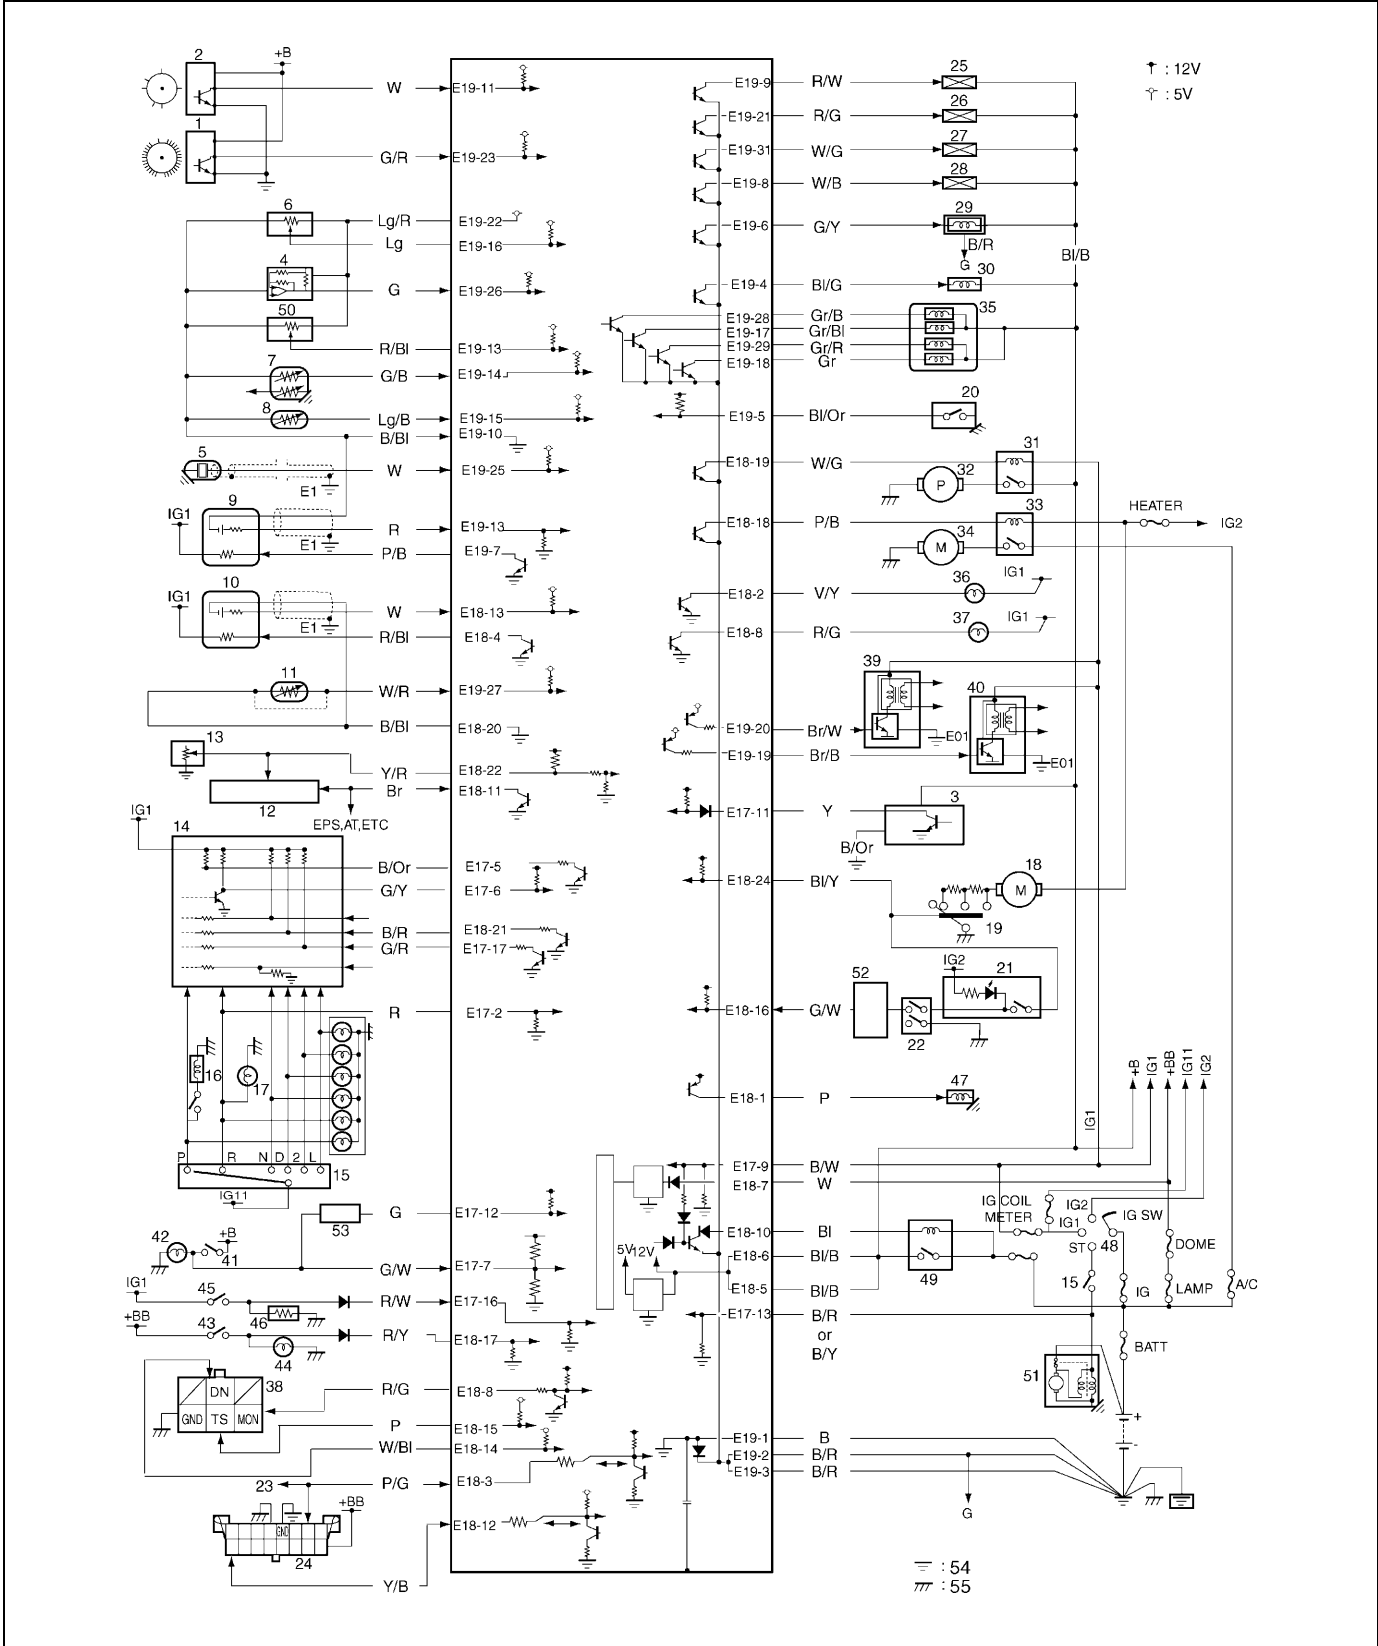 2
+B
W
E19-11
1
G/R
E19-23
6
Lg/R
E19-22
Lg
E19-16
4
G
E19-26
50
R/Bl
E19-13
7
G/B
E19-14
8
Lg/B
E19-15
B/Bl
E19-10
5
W
E19-25
E1
9
IG1
R
E19-13
E1
P/B
E19-7
10
IG1
W
E18-13
E1
R/Bl
E18-4
11
W/R
E19-27
B/Bl
E18-20
13
Y/R
E18-22
Br
E18-11
12
EPS,AT,ETC
IG1
14
B/Or
E17-5
G/Y
E17-6
B/R
E18-21
G/R
E17-17
R
E17-2
16
17
P
R
N
D
2
L
15
IG11
G
E17-12
53
42
+B
41
G/W
E17-7
IG1
45
R/W
E17-16
46
+BB
43
R/Y
E18-17
44
38
DN
GND
TS
MON
R/G
E18-8
P
E18-15
W/Bl
E18-14
23
P/G
E18-3
+BB
GND
E18-12
24
Y/B
: 12V
: 5V
E19-9
R/W
25
E19-21
R/G
26
E19-31
W/G
27
E19-8
W/B
28
E19-6
G/Y
29
B/R
G
Bl/B
E19-4
Bl/G
30
E19-28
Gr/B
35
E19-17
Gr/Bl
E19-29
Gr/R
E19-18
Gr
E19-5
Bl/Or
20
E18-19
W/G
31
32
P
HEATER
E18-18
P/B
33
IG2
34
M
E18-2
V/Y
36
IG1
E18-8
R/G
37
IG1
39
40
E19-20
Br/W
E01
E19-19
Br/B
E01
3
E17-11
Y
B/Or
E18-24
Bl/Y
18
M
19
52
IG2
21
E18-16
G/W
22
+B
IG1
+BB
IG11
IG2
47
E18-1
P
IG1
E17-9
B/W
E18-7
W
IG COIL
METER
IG2
IG1
IG SW
E18-10
Bl
5V
12V
E18-6
Bl/B
49
ST
48
DOME
E18-5
Bl/B
15
IG
LAMP
A/C
E17-13
B/R
or
B/Y
BATT
51
+
-
E19-1
B
E19-2
B/R
E19-3
B/R
G
: 54
: 55